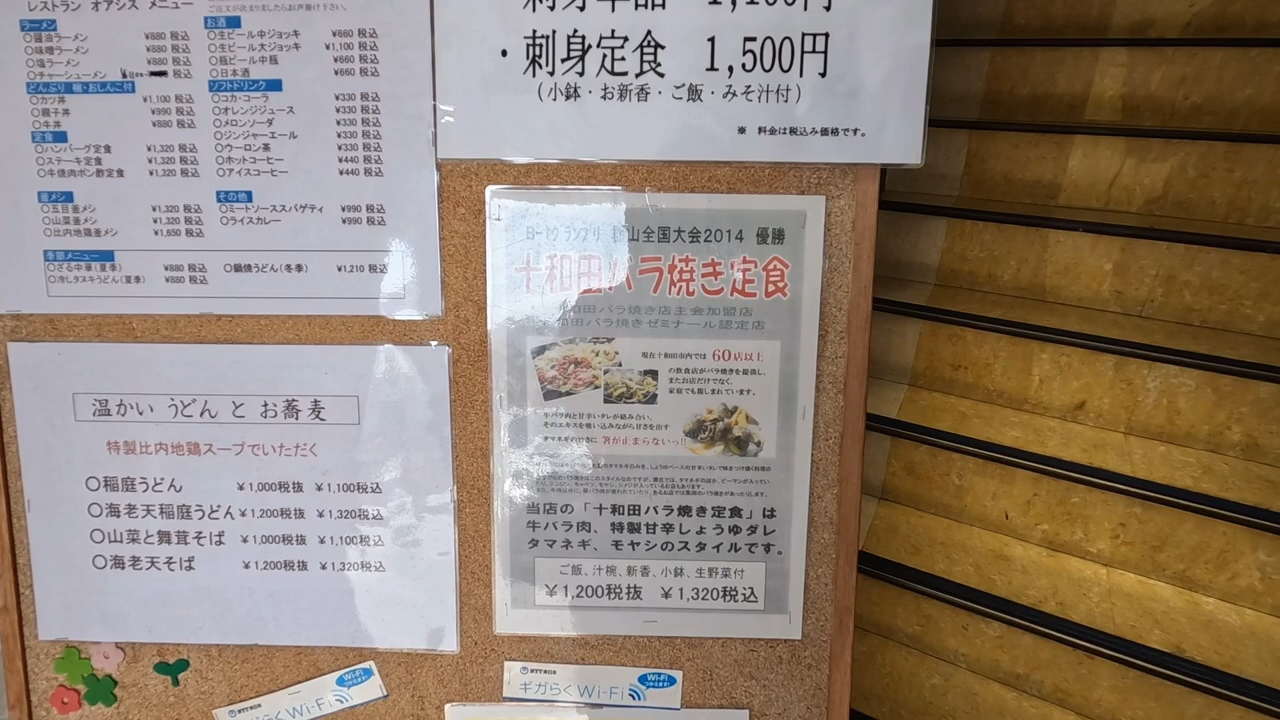 レストラン オアシス メニュー
ご注文が決まりましたらお声掛け下さい。
ラーメン
〇醤油ラーメン ¥880 税込
〇味噌ラーメン ¥880 税込
〇塩ラーメン ¥880 税込
〇チャーシューメン 税込
どんぶり 椀・おしんこ付
〇カツ丼 ¥1,100 税込
〇親子丼 ¥990 税込
〇牛丼 ¥880 税込
定食
〇ハンバーグ定食 ¥1,320 税込
〇ステーキ定食 ¥1,320 税込
〇牛焼肉ポン酢定食 ¥1,320 税込
釜メシ
〇五目釜メシ ¥1,320 税込
〇山菜釜メシ ¥1,320 税込
〇比内地鶏釜メシ ¥1,650 税込
お酒
〇生ビール中ジョッキ ¥660 税込
〇生ビール大ジョッキ ¥1,100 税込
〇瓶ビール中瓶 ¥660 税込
〇日本酒 ¥660 税込
ソフトドリンク
〇コカ・コーラ ¥330 税込
〇オレンジジュース ¥330 税込
〇メロンソーダ ¥330 税込
〇ジンジャーエール ¥330 税込
〇ウーロン茶 ¥330 税込
〇ホットコーヒー ¥440 税込
〇アイスコーヒー ¥440 税込
その他
〇ミートソーススパゲティ ¥990 税込
〇ライスカレー ¥990 税込
季節メニュー
〇ざる中華(夏季) ¥880 税込 〇鍋焼うどん(冬季) ¥1,210 税込
〇冷しタヌキうどん(夏季) ¥880 税込
刺身単品 1,100円
・刺身定食 1,500円
(小鉢・お新香・ご飯・みそ汁付)
※ 料金は税込み価格です。
温かい うどん と お蕎麦
特製比内地鶏スープでいただく
〇稲庭うどん ¥1,000税抜 ¥1,100税込
〇海老天稲庭うどん ¥1,200税抜 ¥1,320税込
〇山菜と舞茸そば ¥1,000税抜 ¥1,100税込
〇海老天そば ¥1,200税抜 ¥1,320税込
グランプリ 山全国大会2014 優勝
十和田バラ焼き定食
和田バラ焼き店主会加盟店
和田バラ焼きゼミナール認定店
現在十和田市内では 60店以上
の飲食店がバラ焼きを提供し、
またお店だけでなく、
家庭でも親しまれています。
牛バラ肉と甘辛いタレが絡み合い、
そのエキスを吸い込みながら甘さを出す
タマネギの甘さに 箸が止まらないっ!!
当店の「十和田バラ焼き定食」は
牛バラ肉、特製甘辛しょうゆダレ
タマネギ、モヤシのスタイルです。
ご飯、汁椀、新香、小鉢、生野菜付
¥1,200税抜 ¥1,320税込
NTT東日本
ギガらくWi-Fi
Wi-Fi
つかえます!
NTT東日本
ギガらくWi-Fi
Wi-Fi
つかえます!